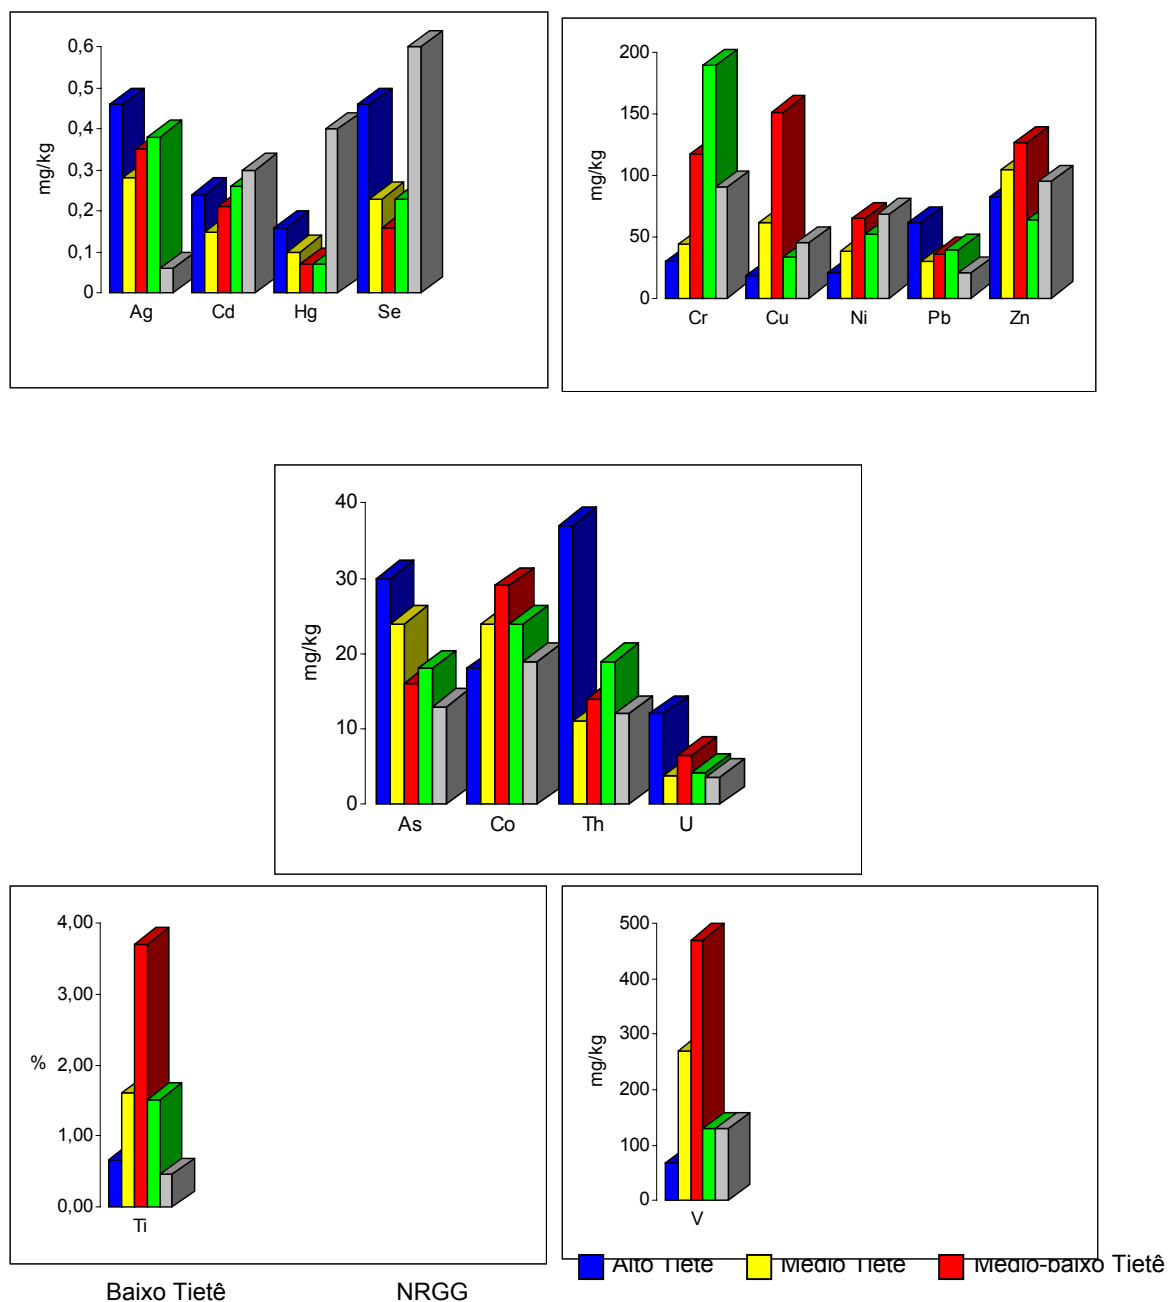 0,6
0,5
0,4
0,3
0,2
0,1
0
mg/kg
Ag Cd Hg Se
200
150
100
50
0
mg/kg
Cr Cu Ni Pb Zn
40
30
20
10
0
mg/kg
As Co Th U
4,00
3,00
2,00
1,00
0,00
%
Ti
500
400
300
200
100
0
mg/kg
V
Alto Tietê Médio Tietê Médio-baixo Tietê
Baixo Tietê NRGG